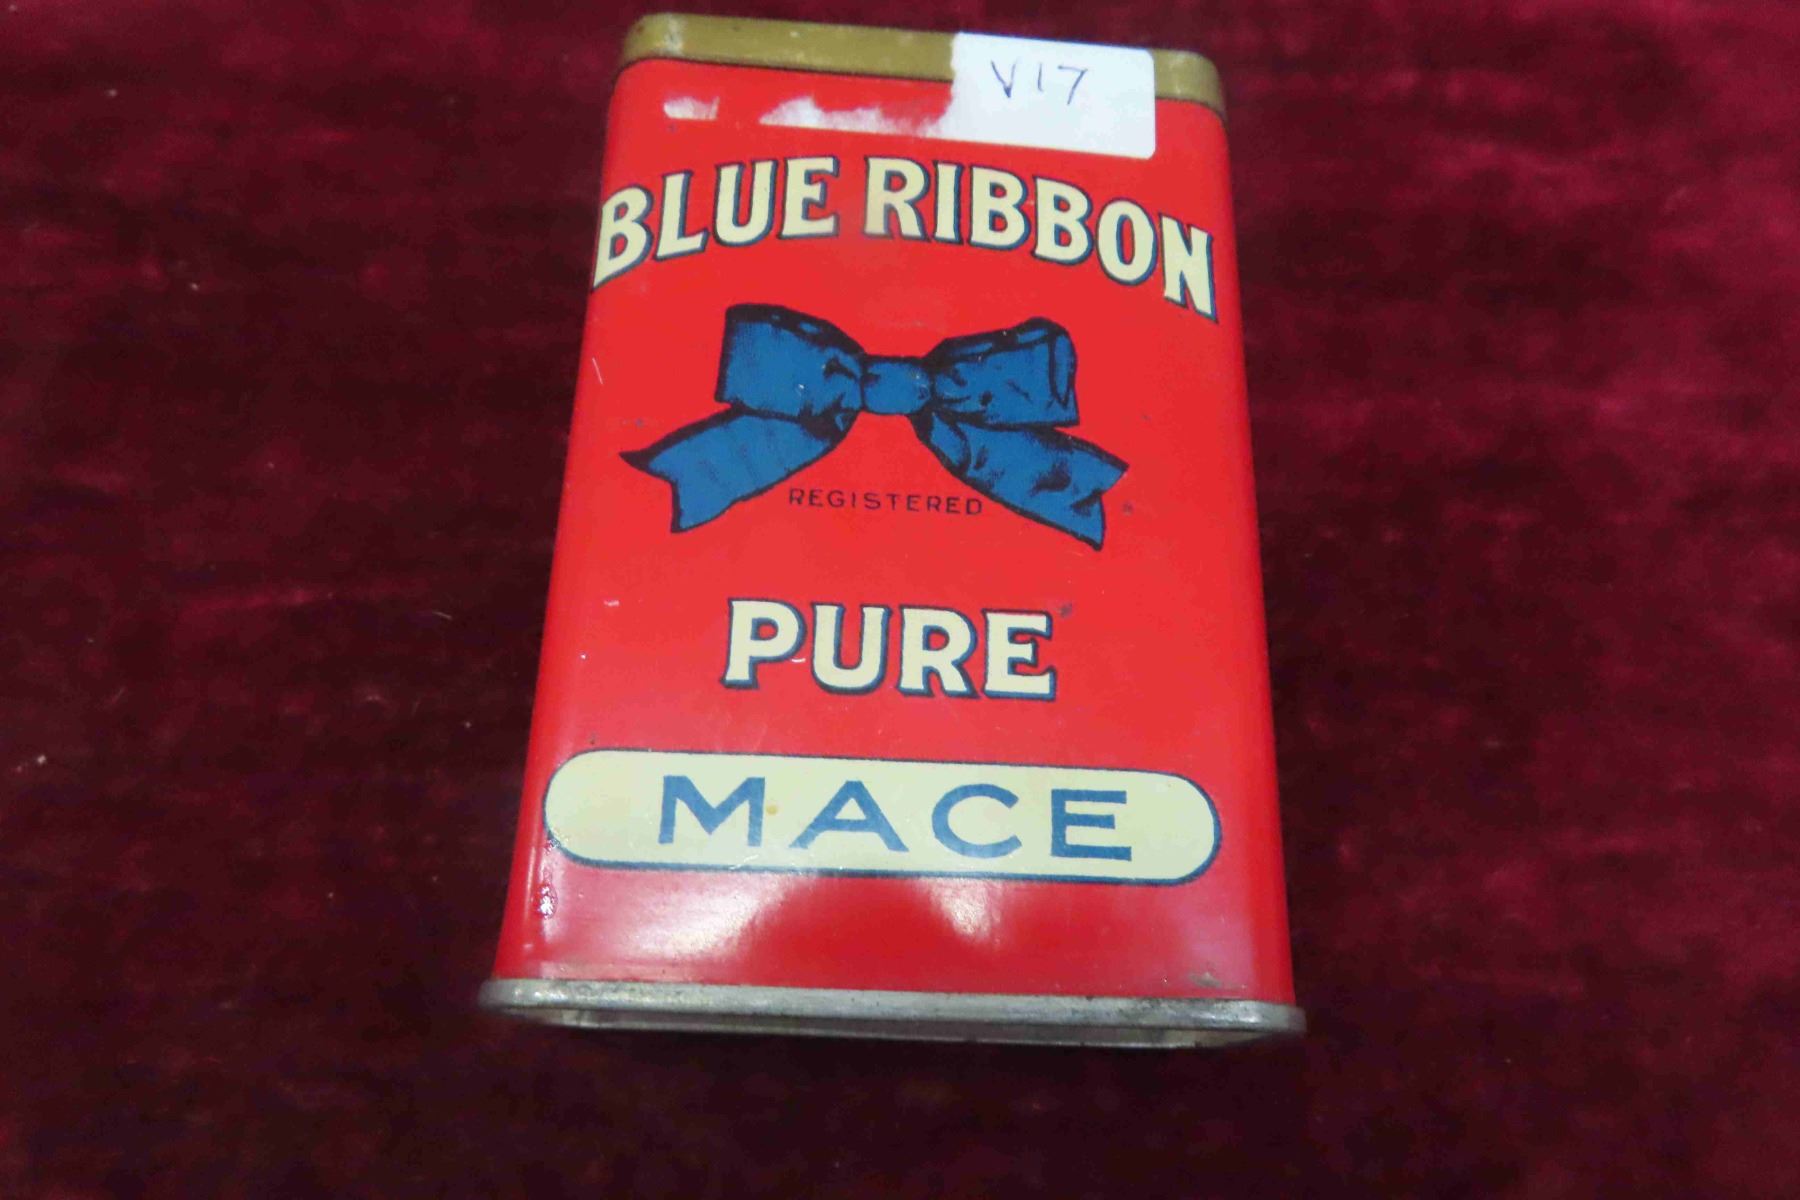 V17
BLUE RIBBON
REGISTERED
PURE
MACE